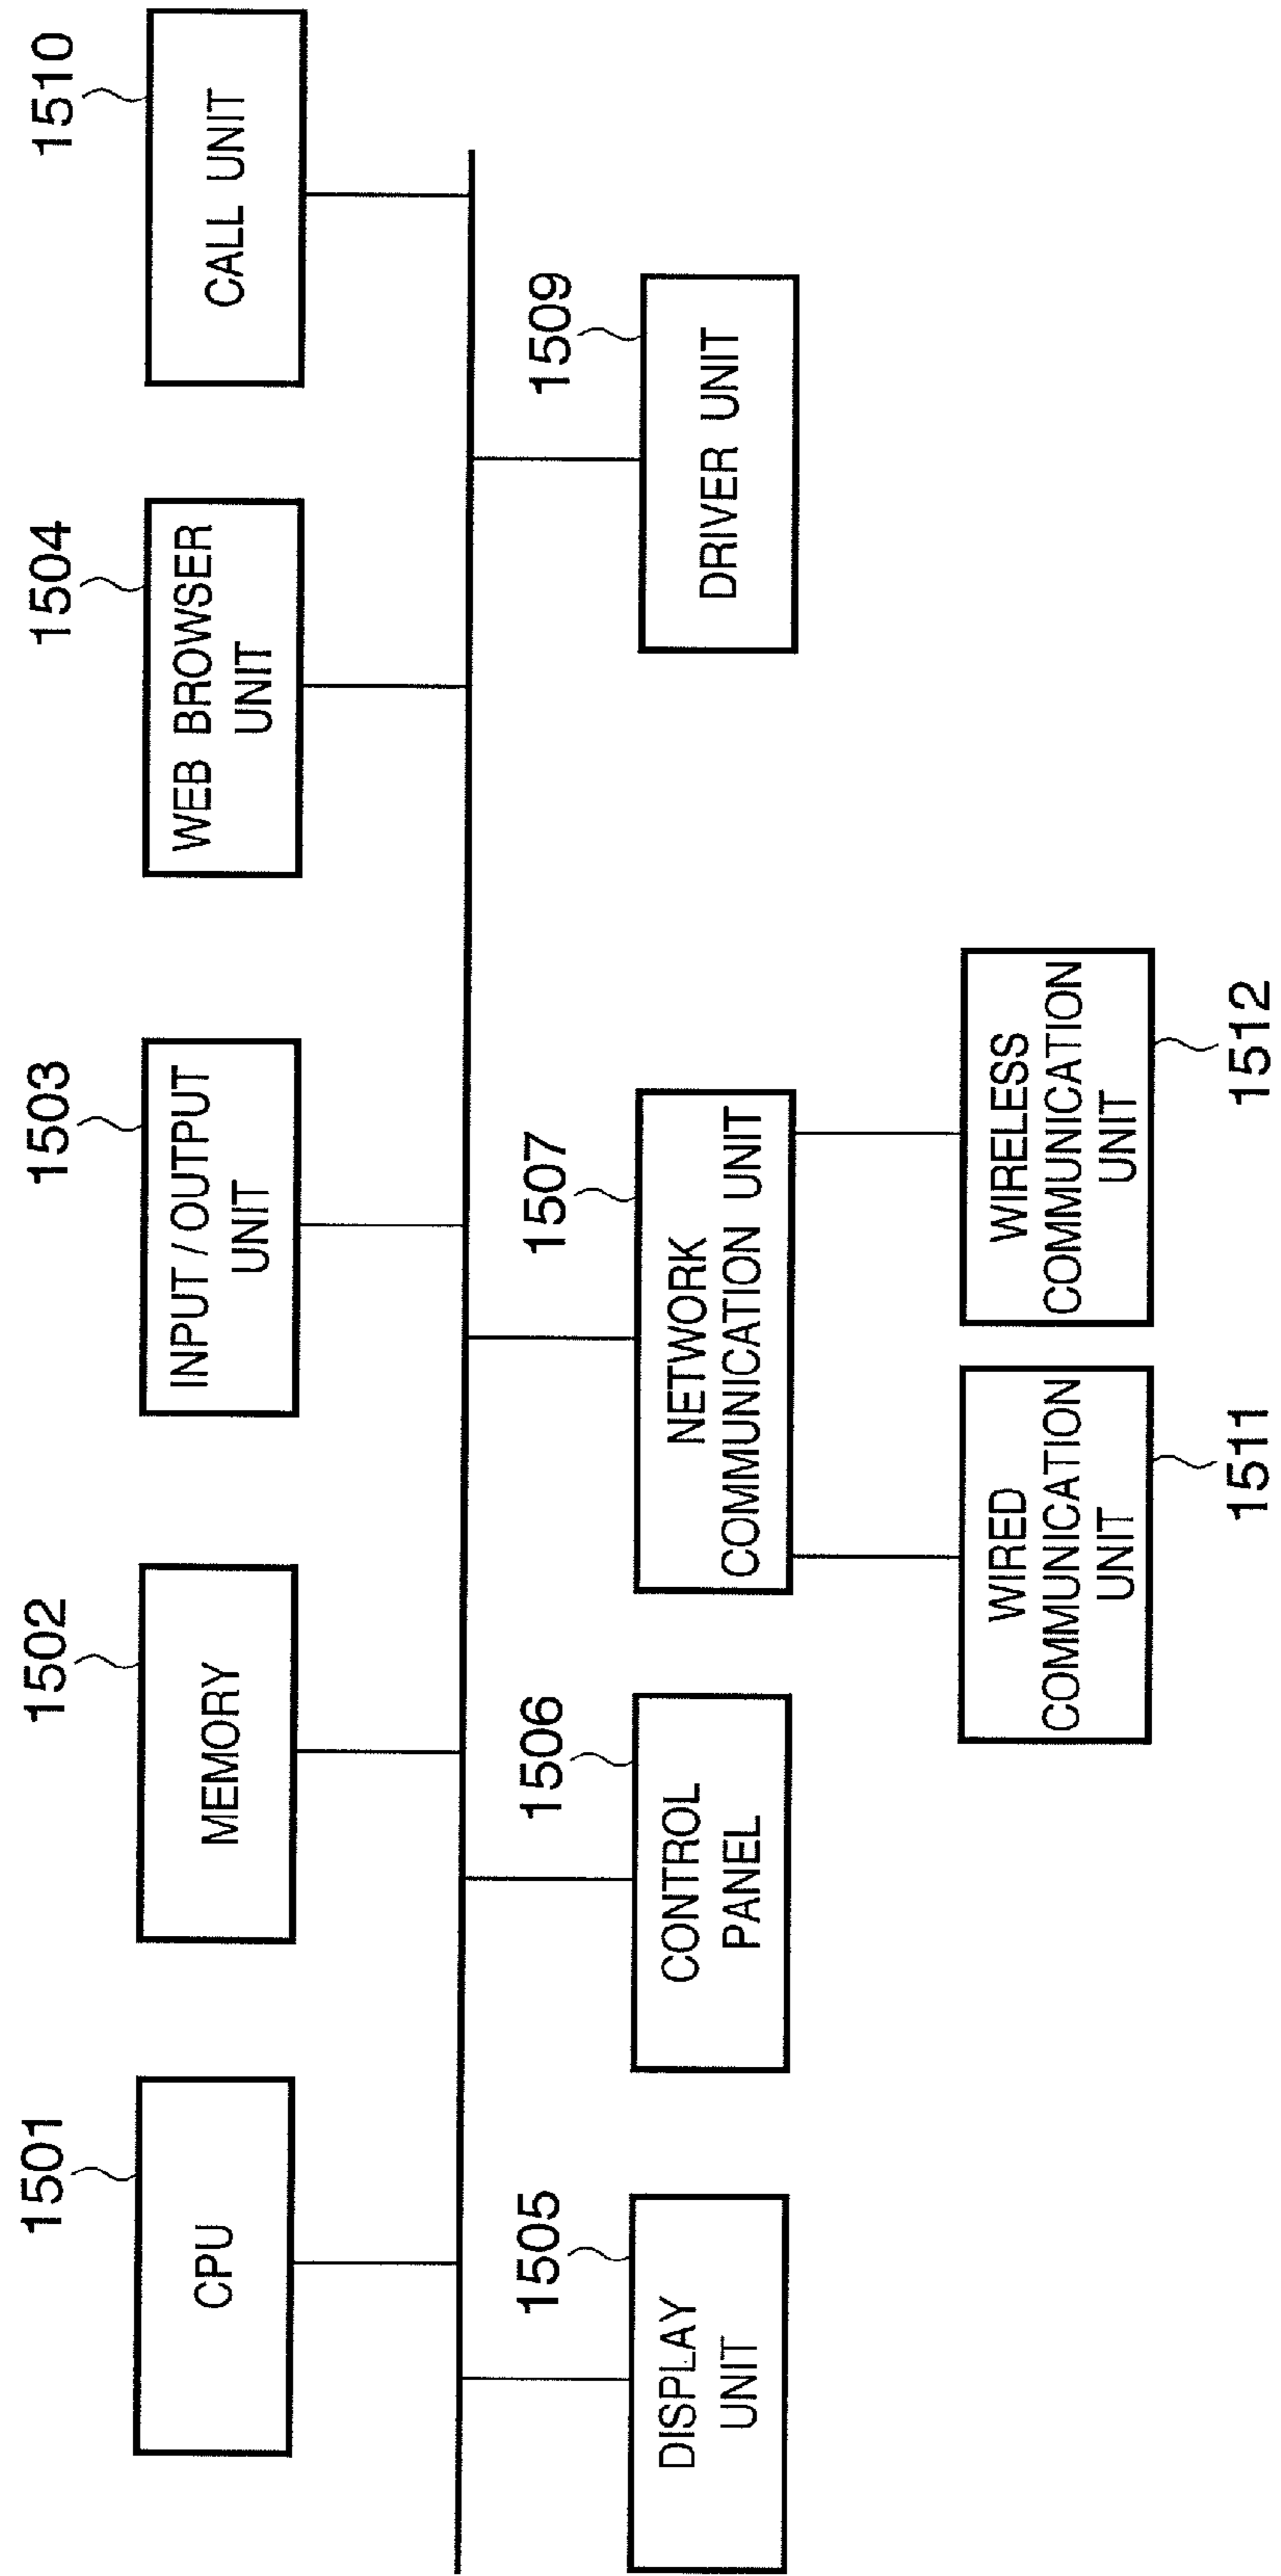 1501
CPU
1502
MEMORY
1503
INPUT / OUTPUT
UNIT
1504
WEB BROWSER
UNIT
1510
CALL UNIT
1505
DISPLAY
UNIT
1506
CONTROL
PANEL
1507
NETWORK
COMMUNICATION UNIT
1509
DRIVER UNIT
WIRED
COMMUNICATION
UNIT
1511
WIRELESS
COMMUNICATION
UNIT
1512